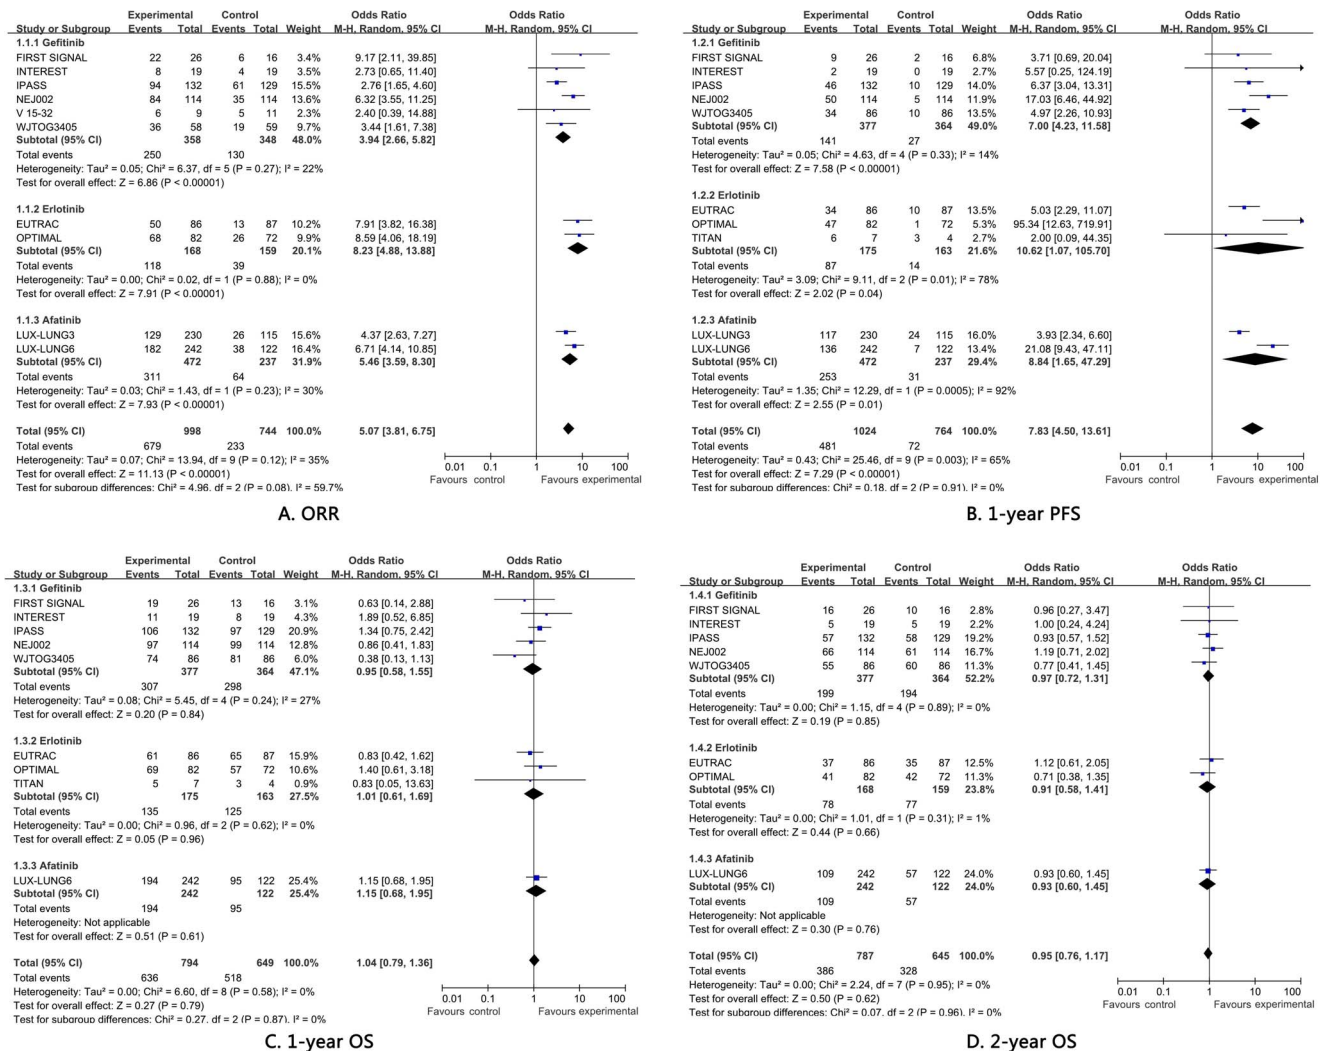 Experimental Control Odds Ratio Odds Ratio
Study or Subgroup Events Total Events Total Weight M-H, Random, 95% CI M-H, Random, 95% CI
1.1.1 Gefitinib
FIRST SIGNAL 22 26 6 16 3.4% 9.17 [2.11, 39.85]
INTEREST 8 19 4 19 3.5% 2.73 [0.65, 11.40]
IPASS 94 132 61 129 15.5% 2.76 [1.65, 4.60]
NEJ002 84 114 35 114 13.6% 6.32 [3.55, 11.25]
V 15-32 6 9 5 11 2.3% 2.40 [0.39, 14.88]
WJTOG3405 36 58 19 59 9.7% 3.44 [1.61, 7.38]
Subtotal (95% CI) 358 348 48.0% 3.94 [2.66, 5.82]
Total events 250 130
Heterogeneity: Tau² = 0.05; Chi² = 6.37, df = 5 (P = 0.27); I² = 22%
Test for overall effect: Z = 6.86 (P < 0.00001)
1.1.2 Erlotinib
EUTRAC 50 86 13 87 10.2% 7.91 [3.82, 16.38]
OPTIMAL 68 82 26 72 9.9% 8.59 [4.06, 18.19]
Subtotal (95% CI) 168 159 20.1% 8.23 [4.88, 13.88]
Total events 118 39
Heterogeneity: Tau² = 0.00; Chi² = 0.02, df = 1 (P = 0.88); I² = 0%
Test for overall effect: Z = 7.91 (P < 0.00001)
1.1.3 Afatinib
LUX-LUNG3 129 230 26 115 15.6% 4.37 [2.63, 7.27]
LUX-LUNG6 182 242 38 122 16.4% 6.71 [4.14, 10.85]
Subtotal (95% CI) 472 237 31.9% 5.46 [3.59, 8.30]
Total events 311 64
Heterogeneity: Tau² = 0.03; Chi² = 1.43, df = 1 (P = 0.23); I² = 30%
Test for overall effect: Z = 7.93 (P < 0.00001)
Total (95% CI) 998 744 100.0% 5.07 [3.81, 6.75]
Total events 679 233
Heterogeneity: Tau² = 0.07; Chi² = 13.94, df = 9 (P = 0.12); I² = 35%
Test for overall effect: Z = 11.13 (P < 0.00001)
Test for subgroup differences: Chi² = 4.96, df = 2 (P = 0.08), I² = 59.7%
0.01 0.1 1 10 100
Favours control Favours experimental
A. ORR
Experimental Control Odds Ratio Odds Ratio
Study or Subgroup Events Total Events Total Weight M-H, Random, 95% CI M-H, Random, 95% CI
1.2.1 Gefitinib
FIRST SIGNAL 9 26 2 16 6.8% 3.71 [0.69, 20.04]
INTEREST 2 19 0 19 2.7% 5.57 [0.25, 124.19]
IPASS 46 132 10 129 14.0% 6.37 [3.04, 13.31]
NEJ002 50 114 5 114 11.9% 17.03 [6.46, 44.92]
WJTOG3405 34 86 10 86 13.5% 4.97 [2.26, 10.93]
Subtotal (95% CI) 377 364 49.0% 7.00 [4.23, 11.58]
Total events 141 27
Heterogeneity: Tau² = 0.05; Chi² = 4.63, df = 4 (P = 0.33); I² = 14%
Test for overall effect: Z = 7.58 (P < 0.00001)
1.2.2 Erlotinib
EUTRAC 34 86 10 87 13.5% 5.03 [2.29, 11.07]
OPTIMAL 47 82 1 72 5.3% 95.34 [12.63, 719.91]
TITAN 6 7 3 4 2.7% 2.00 [0.09, 44.35]
Subtotal (95% CI) 175 163 21.6% 10.62 [1.07, 105.70]
Total events 87 14
Heterogeneity: Tau² = 3.09; Chi² = 9.11, df = 2 (P = 0.01); I² = 78%
Test for overall effect: Z = 2.02 (P = 0.04)
1.2.3 Afatinib
LUX-LUNG3 117 230 24 115 16.0% 3.93 [2.34, 6.60]
LUX-LUNG6 136 242 7 122 13.4% 21.08 [9.43, 47.11]
Subtotal (95% CI) 472 237 29.4% 8.84 [1.65, 47.29]
Total events 253 31
Heterogeneity: Tau² = 1.35; Chi² = 12.29, df = 1 (P = 0.0005); I² = 92%
Test for overall effect: Z = 2.55 (P = 0.01)
Total (95% CI) 1024 764 100.0% 7.83 [4.50, 13.61]
Total events 481 72
Heterogeneity: Tau² = 0.43; Chi² = 25.46, df = 9 (P = 0.003); I² = 65%
Test for overall effect: Z = 7.29 (P < 0.00001)
Test for subgroup differences: Chi² = 0.18, df = 2 (P = 0.91), I² = 0%
0.01 0.1 1 10 100
Favours control Favours experimental
B. 1-year PFS
Experimental Control Odds Ratio Odds Ratio
Study or Subgroup Events Total Events Total Weight M-H, Random, 95% CI M-H, Random, 95% CI
1.3.1 Gefitinib
FIRST SIGNAL 19 26 13 16 3.1% 0.63 [0.14, 2.88]
INTEREST 11 19 8 19 4.3% 1.89 [0.52, 6.85]
IPASS 106 132 97 129 20.9% 1.34 [0.75, 2.42]
NEJ002 97 114 99 114 12.8% 0.86 [0.41, 1.83]
WJTOG3405 74 86 81 86 6.0% 0.38 [0.13, 1.13]
Subtotal (95% CI) 377 364 47.1% 0.95 [0.58, 1.55]
Total events 307 298
Heterogeneity: Tau² = 0.08; Chi² = 5.45, df = 4 (P = 0.24); I² = 27%
Test for overall effect: Z = 0.20 (P = 0.84)
1.3.2 Erlotinib
EUTRAC 61 86 65 87 15.9% 0.83 [0.42, 1.62]
OPTIMAL 69 82 57 72 10.6% 1.40 [0.61, 3.18]
TITAN 5 7 3 4 0.9% 0.83 [0.05, 13.63]
Subtotal (95% CI) 175 163 27.5% 1.01 [0.61, 1.69]
Total events 135 125
Heterogeneity: Tau² = 0.00; Chi² = 0.96, df = 2 (P = 0.62); I² = 0%
Test for overall effect: Z = 0.05 (P = 0.96)
1.3.3 Afatinib
LUX-LUNG6 194 242 95 122 25.4% 1.15 [0.68, 1.95]
Subtotal (95% CI) 242 122 25.4% 1.15 [0.68, 1.95]
Total events 194 95
Heterogeneity: Not applicable
Test for overall effect: Z = 0.51 (P = 0.61)
Total (95% CI) 794 649 100.0% 1.04 [0.79, 1.36]
Total events 636 518
Heterogeneity: Tau² = 0.00; Chi² = 6.60, df = 8 (P = 0.58); I² = 0%
Test for overall effect: Z = 0.27 (P = 0.79)
Test for subgroup differences: Chi² = 0.27, df = 2 (P = 0.87), I² = 0%
0.01 0.1 1 10 100
Favours control Favours experimental
C. 1-year OS
Experimental Control Odds Ratio Odds Ratio
Study or Subgroup Events Total Events Total Weight M-H, Random, 95% CI M-H, Random, 95% CI
1.4.1 Gefitinib
FIRST SIGNAL 16 26 10 16 2.8% 0.96 [0.27, 3.47]
INTEREST 5 19 5 19 2.2% 1.00 [0.24, 4.24]
IPASS 57 132 58 129 19.2% 0.93 [0.57, 1.52]
NEJ002 66 114 61 114 16.7% 1.19 [0.71, 2.02]
WJTOG3405 55 86 60 86 11.3% 0.77 [0.41, 1.45]
Subtotal (95% CI) 377 364 52.2% 0.97 [0.72, 1.31]
Total events 199 194
Heterogeneity: Tau² = 0.00; Chi² = 1.15, df = 4 (P = 0.89); I² = 0%
Test for overall effect: Z = 0.19 (P = 0.85)
1.4.2 Erlotinib
EUTRAC 37 86 35 87 12.5% 1.12 [0.61, 2.05]
OPTIMAL 41 82 42 72 11.3% 0.71 [0.38, 1.35]
Subtotal (95% CI) 168 159 23.8% 0.91 [0.58, 1.41]
Total events 78 77
Heterogeneity: Tau² = 0.00; Chi² = 1.01, df = 1 (P = 0.31); I² = 1%
Test for overall effect: Z = 0.44 (P = 0.66)
1.4.3 Afatinib
LUX-LUNG6 109 242 57 122 24.0% 0.93 [0.60, 1.45]
Subtotal (95% CI) 242 122 24.0% 0.93 [0.60, 1.45]
Total events 109 57
Heterogeneity: Not applicable
Test for overall effect: Z = 0.30 (P = 0.76)
Total (95% CI) 787 645 100.0% 0.95 [0.76, 1.17]
Total events 386 328
Heterogeneity: Tau² = 0.00; Chi² = 2.24, df = 7 (P = 0.95); I² = 0%
Test for overall effect: Z = 0.50 (P = 0.62)
Test for subgroup differences: Chi² = 0.07, df = 2 (P = 0.96), I² = 0%
0.01 0.1 1 10 100
Favours control Favours experimental
D. 2-year OS